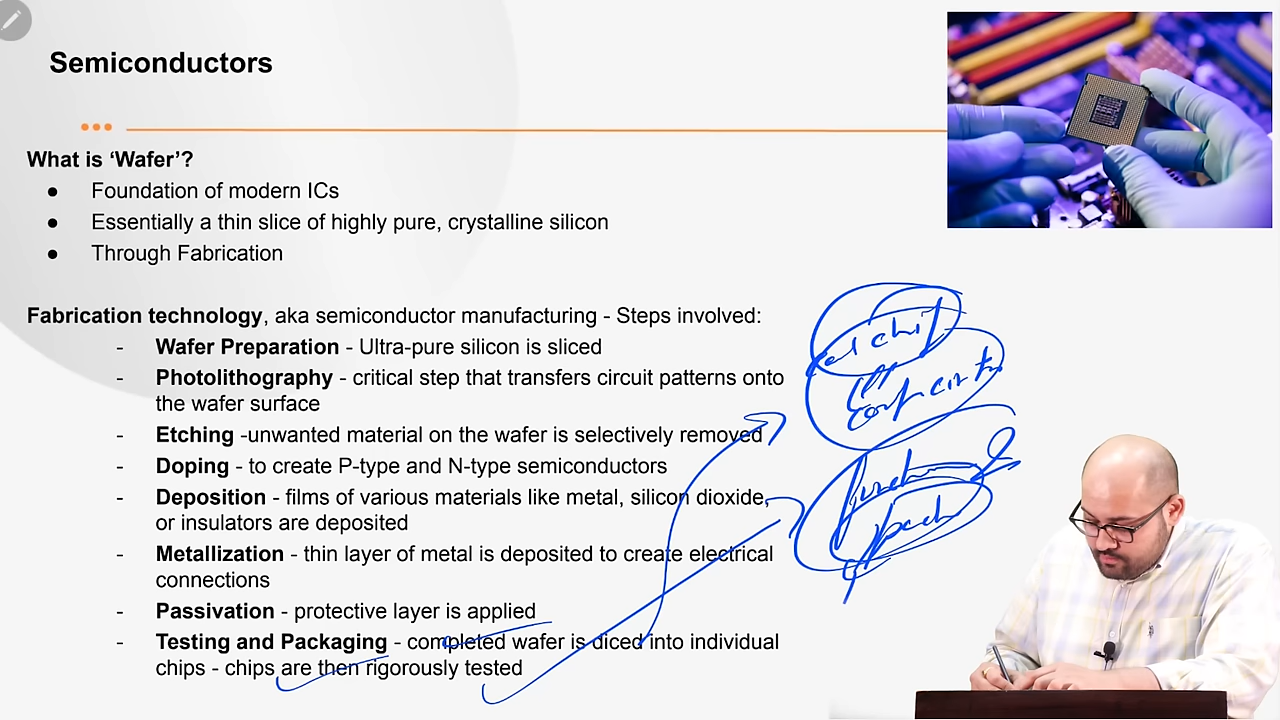 Semiconductors
What is ‘Wafer’?
● Foundation of modern ICs
● Essentially a thin slice of highly pure, crystalline silicon
● Through Fabrication
Fabrication technology, aka semiconductor manufacturing - Steps involved:
- Wafer Preparation - Ultra-pure silicon is sliced
- Photolithography - critical step that transfers circuit patterns onto
the wafer surface
- Etching -unwanted material on the wafer is selectively removed
- Doping - to create P-type and N-type semiconductors
- Deposition - films of various materials like metal, silicon dioxide,
or insulators are deposited
- Metallization - thin layer of metal is deposited to create electrical
connections
- Passivation - protective layer is applied
- Testing and Packaging - completed wafer is diced into individual
chips - chips are then rigorously tested
chip